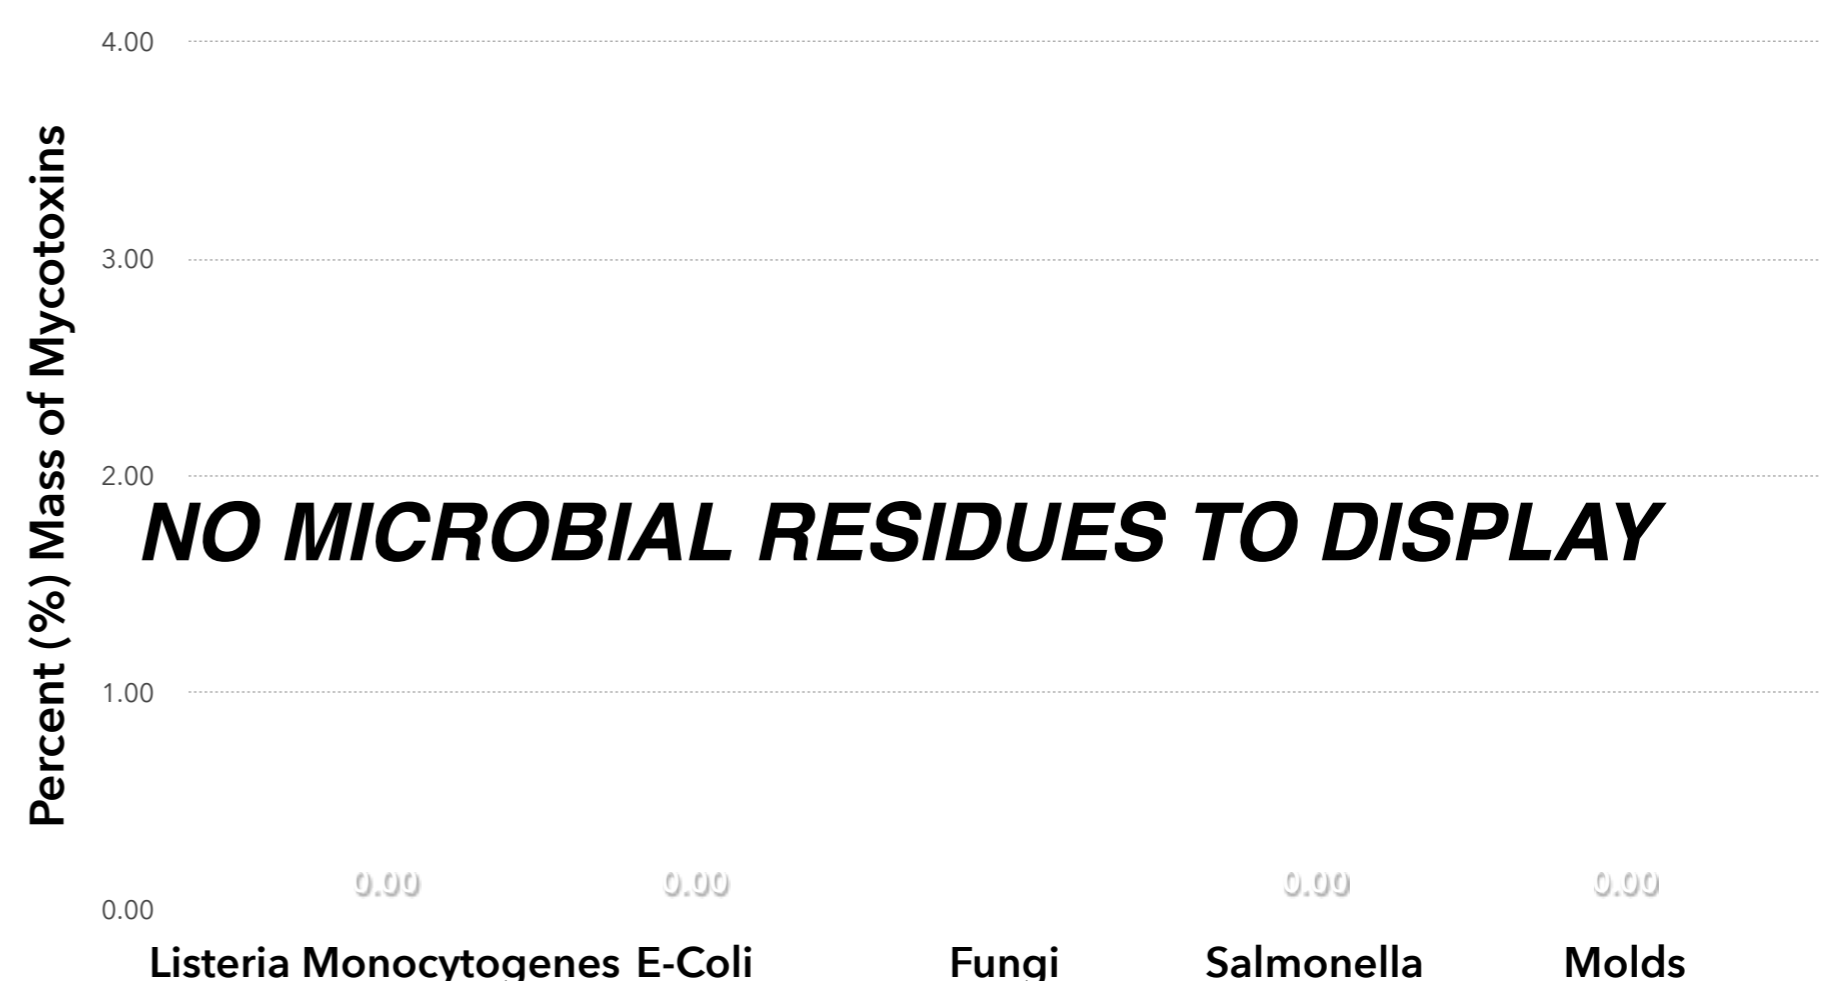 4.00
3.00
2.00
1.00
0.00
Percent (%) Mass of Mycotoxins
NO MICROBIAL RESIDUES TO DISPLAY
0.00 0.00 0.00 0.00
Listeria Monocytogenes E-Coli Fungi Salmonella Molds